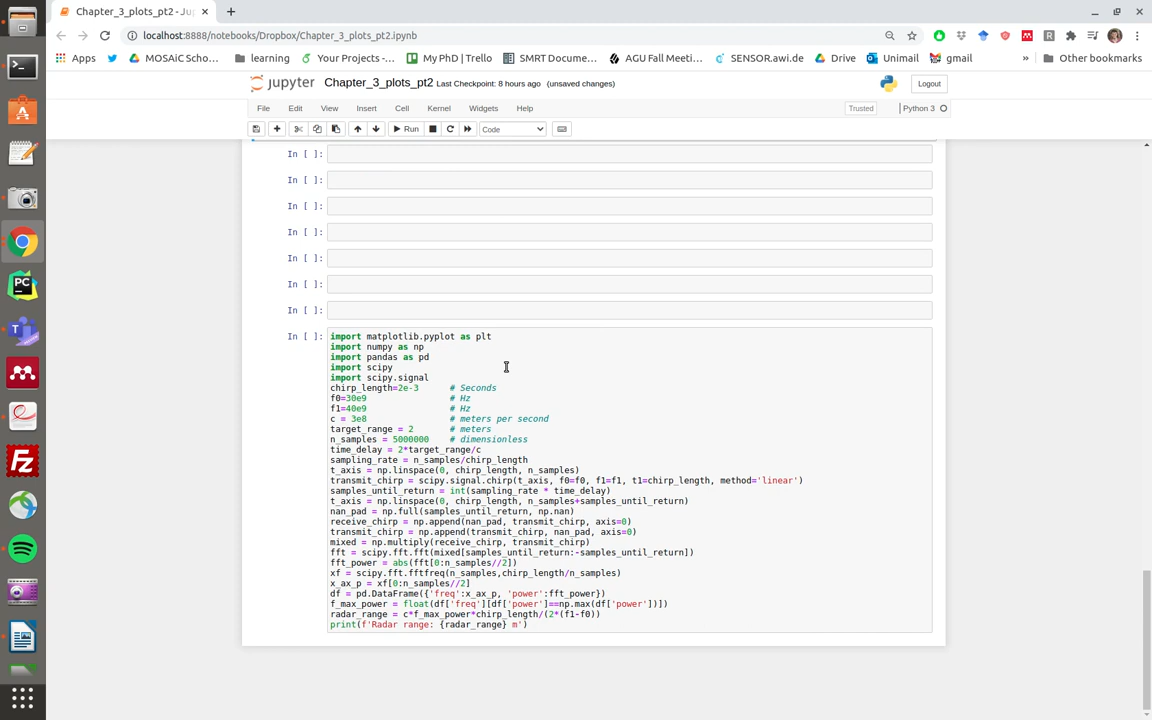 Chapter_3_plots_pt2 - Ju
localhost:8888/notebooks/Dropbox/Chapter_3_plots_pt2.ipynb
Apps MOSAiC Scho... learning Your Projects -... My PhD | Trello SMRT Docume... AGU Fall Meeti... SENSOR.awi.de Drive Unimail gmail » Other bookmarks
jupyter Chapter_3_plots_pt2 Last Checkpoint: 8 hours ago (unsaved changes) Logout
File Edit View Insert Cell Kernel Widgets Help Trusted Python 3
Run Code
In [ ]:
In [ ]:
In [ ]:
In [ ]:
In [ ]:
In [ ]:
In [ ]:
In [ ]: import matplotlib.pyplot as plt
import numpy as np
import pandas as pd
import scipy
import scipy.signal
chirp_length=2e-3 # Seconds
f0=30e9 # Hz
f1=40e9 # Hz
c = 3e8 # meters per second
target_range = 2 # meters
n_samples = 5000000 # dimensionless
time_delay = 2*target_range/c
sampling_rate = n_samples/chirp_length
t_axis = np.linspace(0, chirp_length, n_samples)
transmit_chirp = scipy.signal.chirp(t_axis, f0=f0, f1=f1, t1=chirp_length, method='linear')
samples_until_return = int(sampling_rate * time_delay)
t_axis = np.linspace(0, chirp_length, n_samples+samples_until_return)
nan_pad = np.full(samples_until_return, np.nan)
receive_chirp = np.append(nan_pad, transmit_chirp, axis=0)
transmit_chirp = np.append(transmit_chirp, nan_pad, axis=0)
mixed = np.multiply(receive_chirp, transmit_chirp)
fft = scipy.fft.fft(mixed[samples_until_return:-samples_until_return])
fft_power = abs(fft[0:n_samples//2])
xf = scipy.fft.fftfreq(n_samples,chirp_length/n_samples)
x_ax_p = xf[0:n_samples//2]
df = pd.DataFrame({'freq':x_ax_p, 'power':fft_power})
f_max_power = float(df['freq'][df['power']==np.max(df['power'])])
radar_range = c*f_max_power*chirp_length/(2*(f1-f0))
print(f'Radar range: {radar_range} m')
PC
Fz